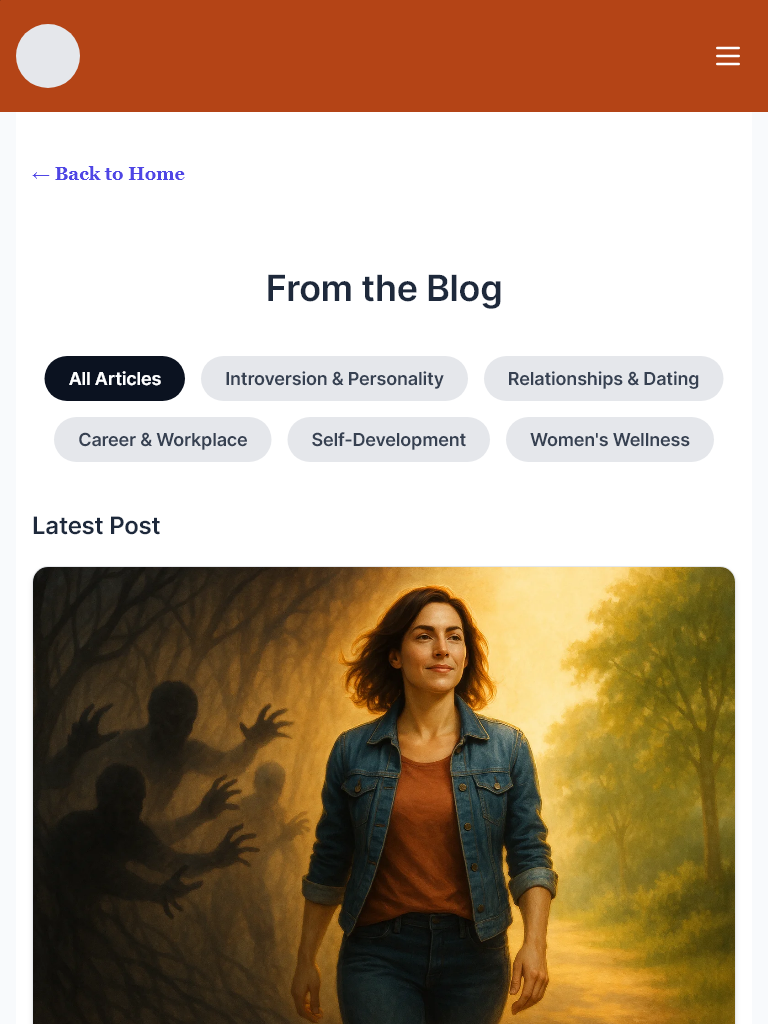 ← Back to Home
From the Blog
All Articles
Introversion & Personality
Relationships & Dating
Career & Workplace
Self-Development
Women's Wellness
Latest Post